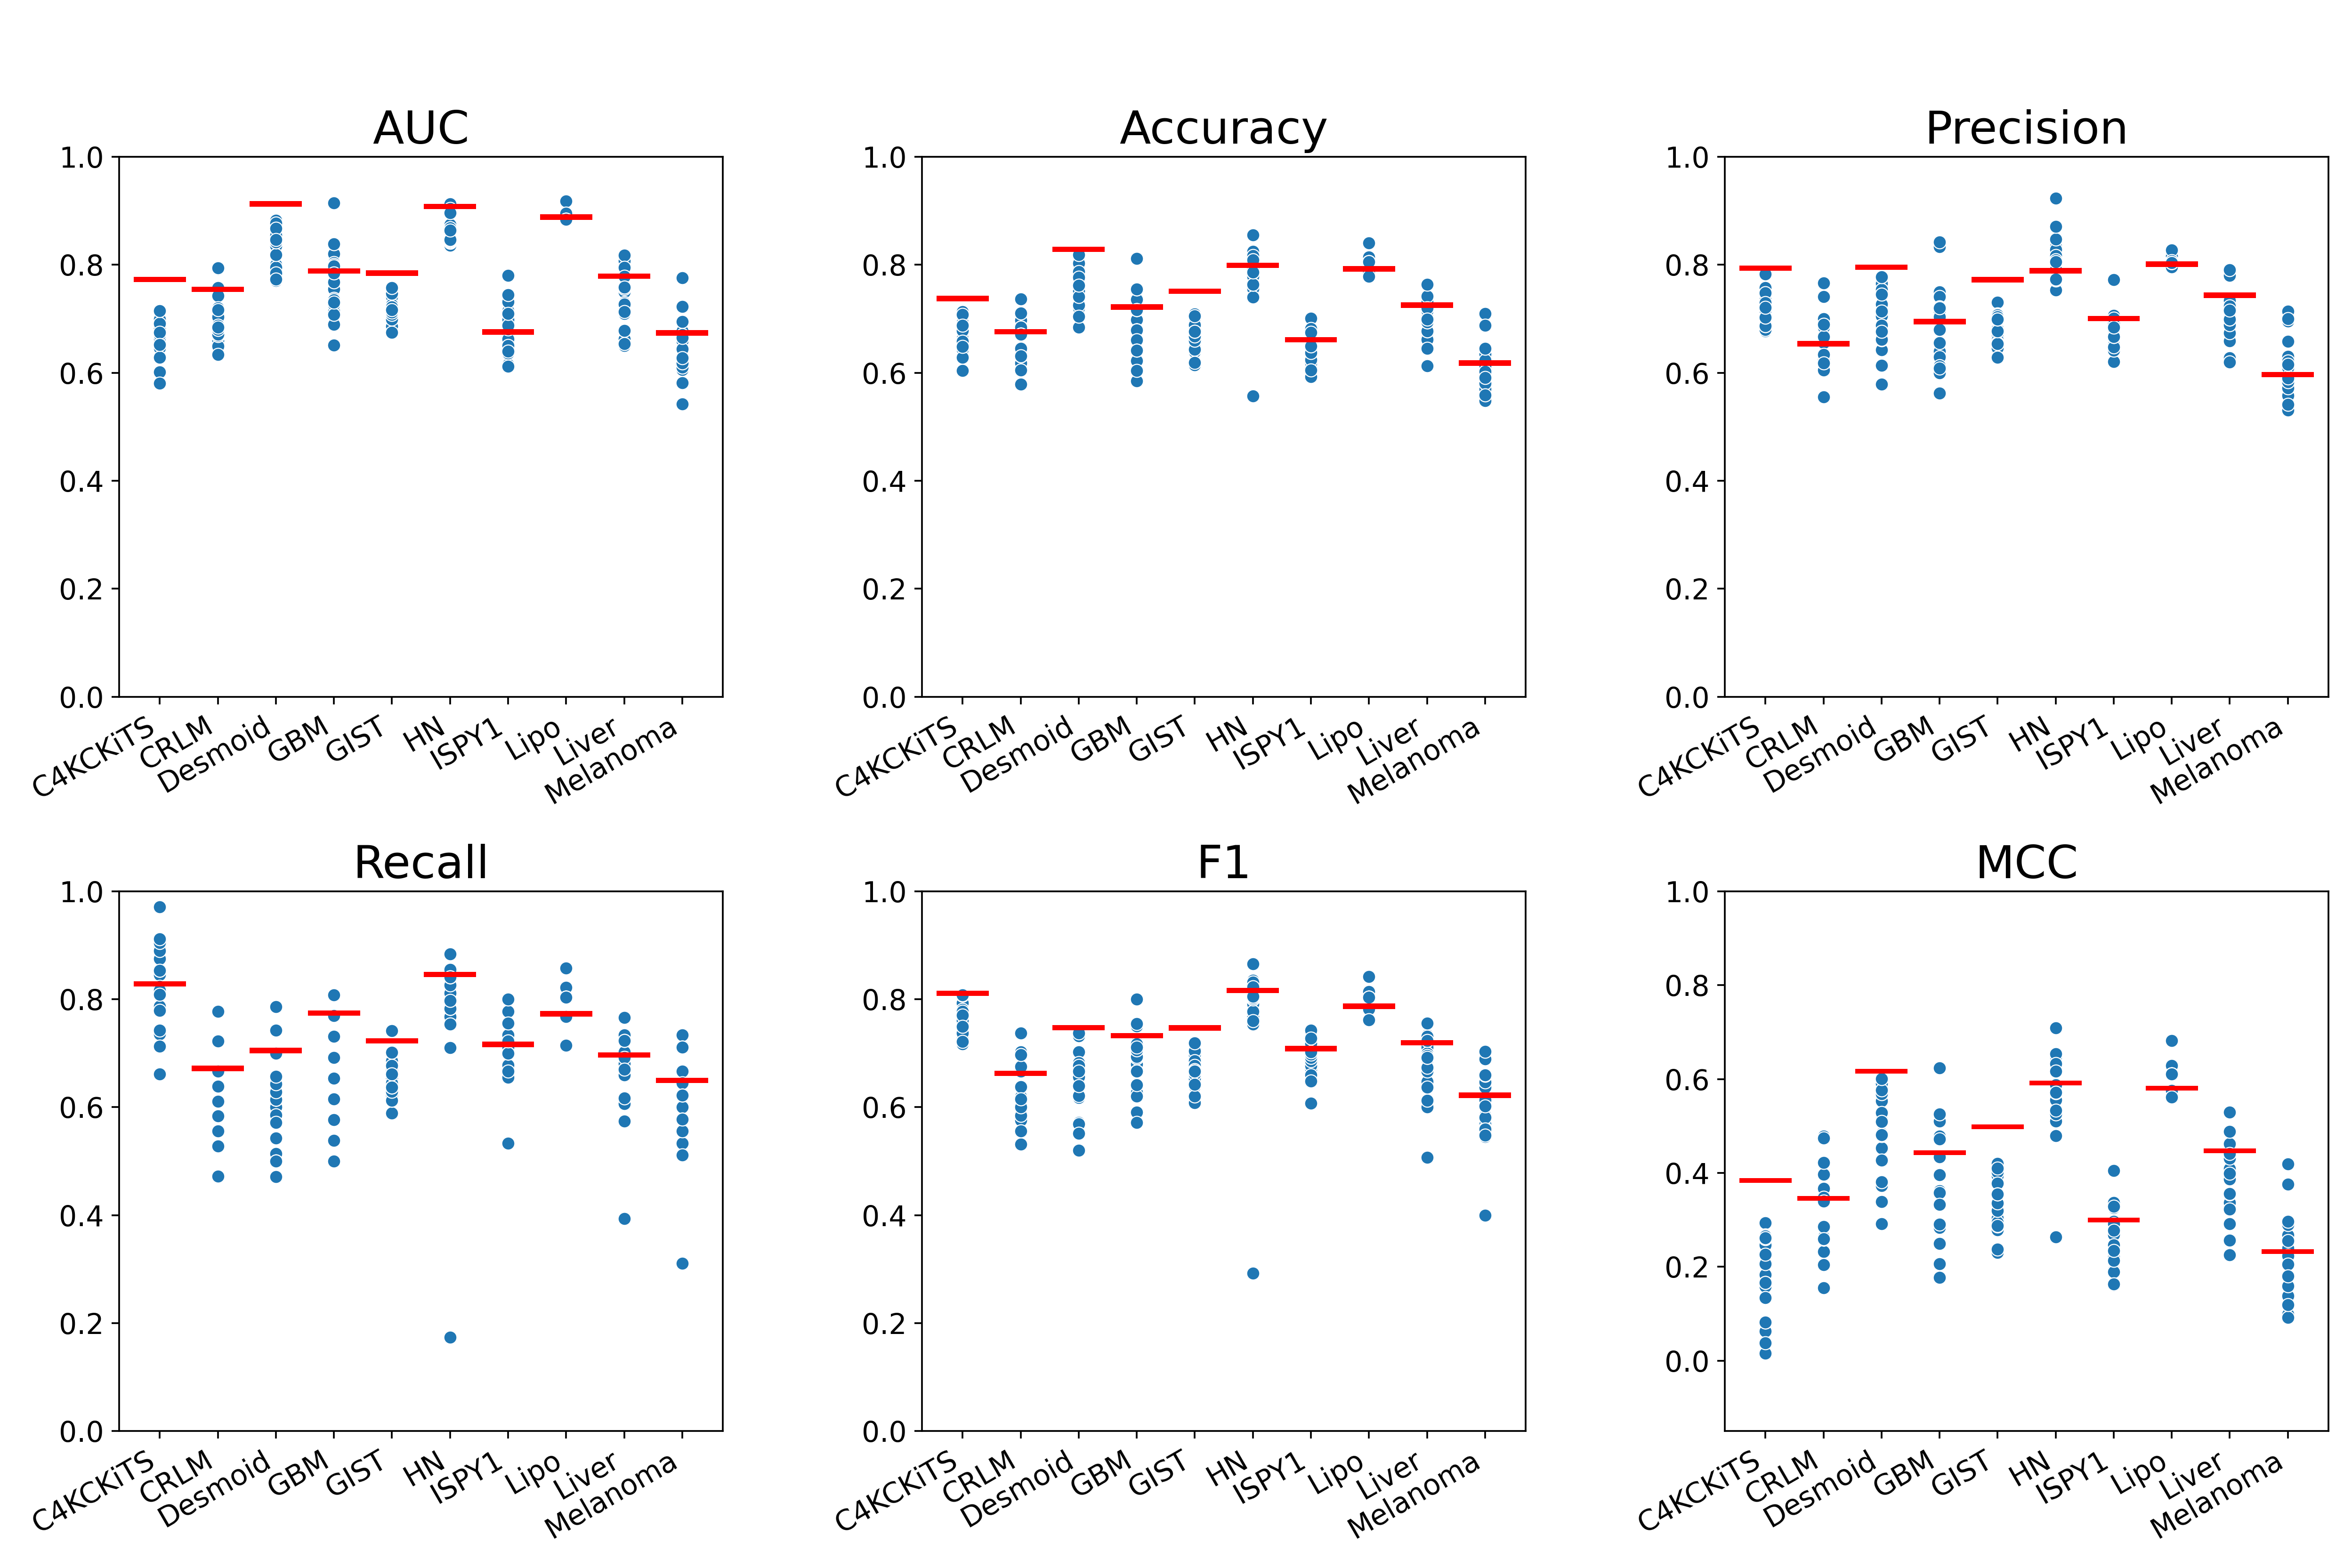 AUC
1.0
0.8
0.6
0.4
0.2
0.0
C4KCKiTS
CRLM
Desmoid
GBM
GIST
HN
ISPY1
Lipo
Liver
Melanoma
Accuracy
1.0
0.8
0.6
0.4
0.2
0.0
C4KCKiTS
CRLM
Desmoid
GBM
GIST
HN
ISPY1
Lipo
Liver
Melanoma
Precision
1.0
0.8
0.6
0.4
0.2
0.0
C4KCKiTS
CRLM
Desmoid
GBM
GIST
HN
ISPY1
Lipo
Liver
Melanoma
Recall
1.0
0.8
0.6
0.4
0.2
0.0
C4KCKiTS
CRLM
Desmoid
GBM
GIST
HN
ISPY1
Lipo
Liver
Melanoma
F1
1.0
0.8
0.6
0.4
0.2
0.0
C4KCKiTS
CRLM
Desmoid
GBM
GIST
HN
ISPY1
Lipo
Liver
Melanoma
MCC
1.0
0.8
0.6
0.4
0.2
0.0
C4KCKiTS
CRLM
Desmoid
GBM
GIST
HN
ISPY1
Lipo
Liver
Melanoma